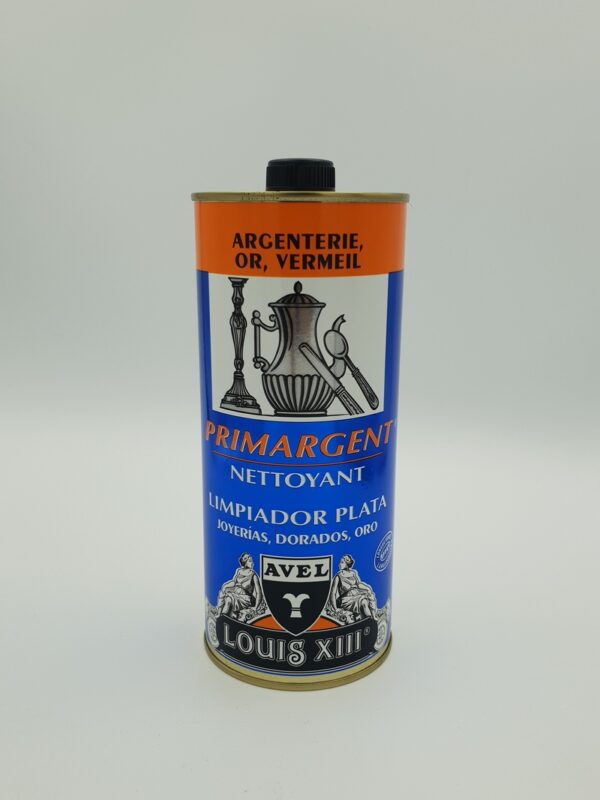 ARGENTERIE,
OR, VERMEIL
PRIMARGENT
NETTOYANT
LIMPIADOR PLATA
JOYERÍAS, DORADOS, ORO
AVEL
LOUIS XIII®